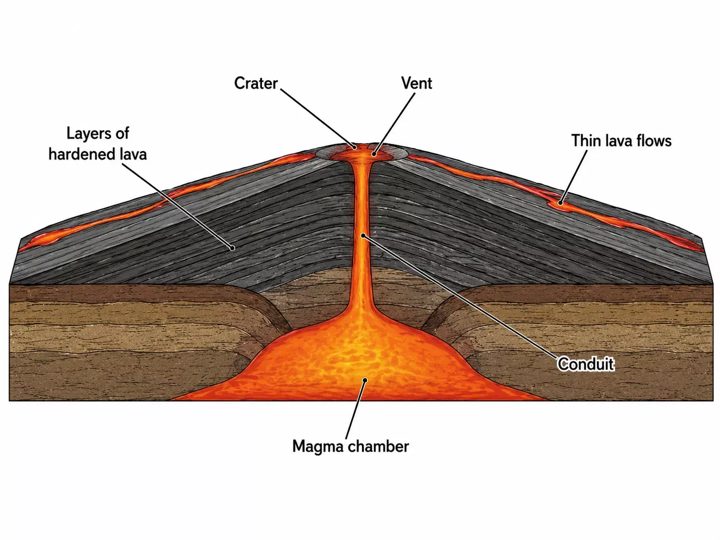 Crater
Vent
Layers of
hardened lava
Thin lava flows
Conduit
Magma chamber